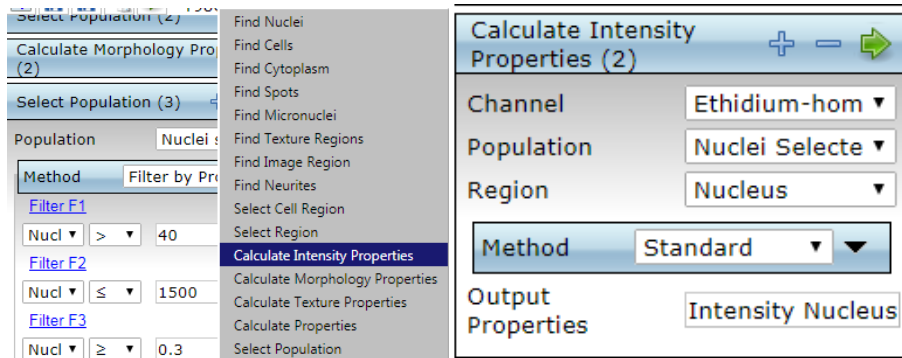 Select Population (2)
Calculate Morphology Pro
(2)
Select Population (3)
Population
Nuclei s
Method
Filter by Pro
Filter F1
Nucl
>
40
Filter F2
Nucl
≤
1500
Filter F3
Nucl
≥
0.3
Find Nuclei
Find Cells
Find Cytoplasm
Find Spots
Find Micronuclei
Find Texture Regions
Find Image Region
Find Neurites
Select Cell Region
Select Region
Calculate Intensity Properties
Calculate Morphology Properties
Calculate Texture Properties
Calculate Properties
Select Population
Calculate Intensity
Properties (2)
Channel
Ethidium-hom
Population
Nuclei Selecte
Region
Nucleus
Method
Standard
Output
Properties
Intensity Nucleus